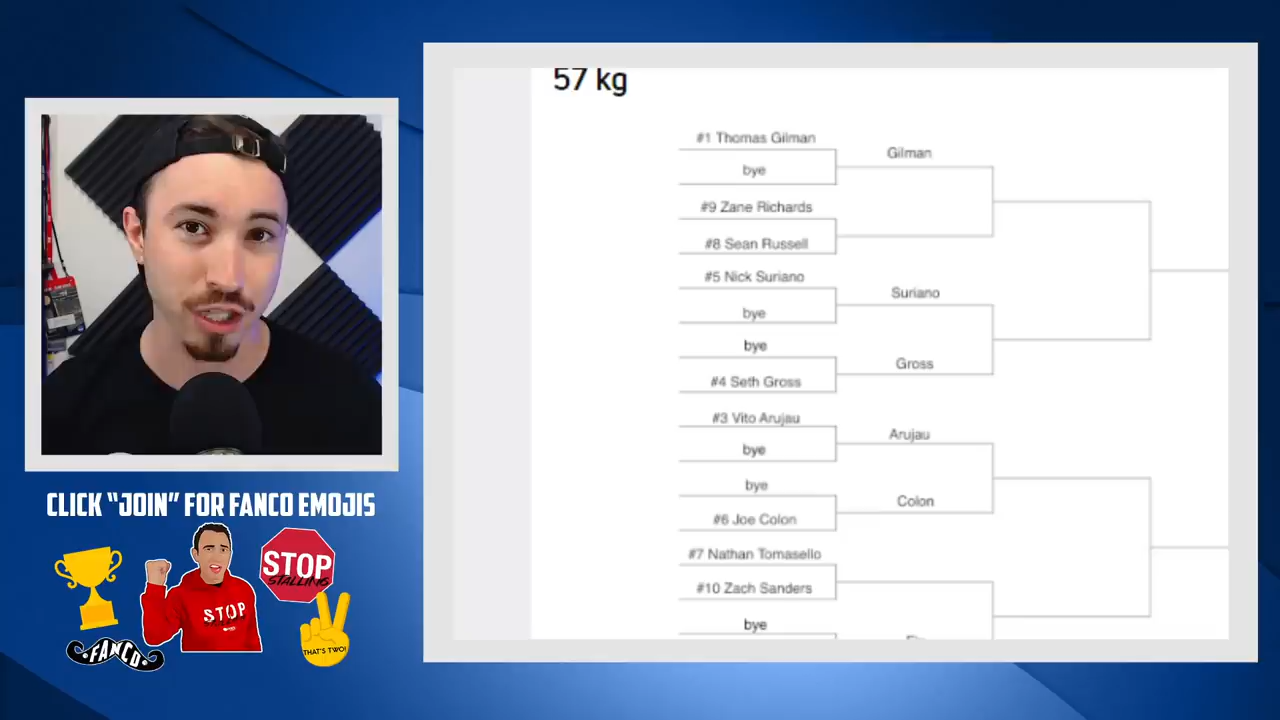 57 kg
#1 Thomas Gilman
Gilman
bye
#9 Zane Richards
#8 Sean Russell
#5 Nick Suriano
Suriano
bye
bye
Gross
#4 Seth Gross
#3 Vito Arujau
Arujau
bye
bye
Colon
#6 Joe Colon
#7 Nathan Tomasello
#10 Zach Sanders
bye
CLICK “JOIN” FOR FANCO EMOJIS
STOP
STALLING
STOP
THAT'S TWO!
·FANCO·